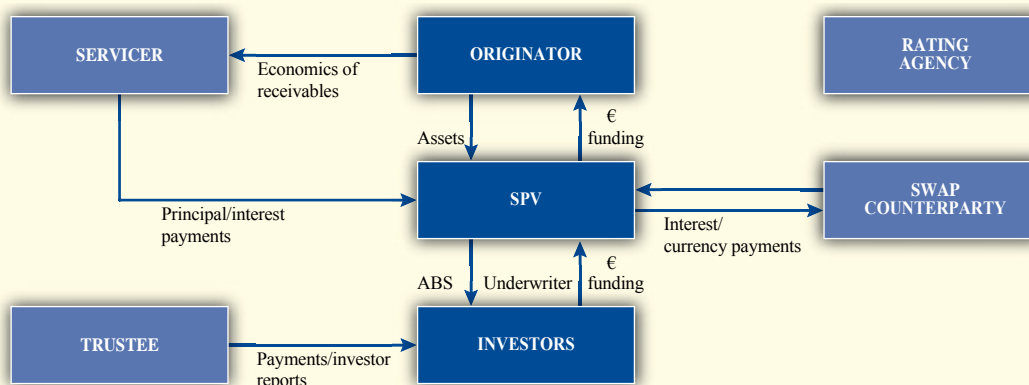 SERVICER
ORIGINATOR
RATING
AGENCY
Economics of
receivables
Assets
€
funding
SPV
SWAP
COUNTERPARTY
Principal/interest
payments
Interest/
currency payments
ABS
Underwriter
€
funding
TRUSTEE
INVESTORS
Payments/investor
reports